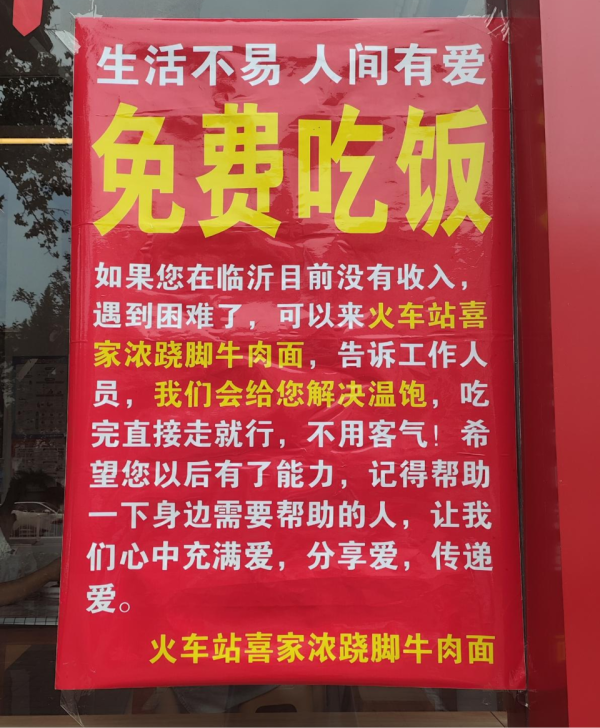 生活不易 人间有爱
免费吃饭
如果您在临沂目前没有收入，
遇到困难了，可以来火车站喜
家浓跷脚牛肉面，告诉工作人
员，我们会给您解决温饱，吃
完直接走就行，不用客气！希
望您以后有了能力，记得帮助
一下身边需要帮助的人，让我
们心中充满爱，分享爱，传递
爱。
火车站喜家浓跷脚牛肉面